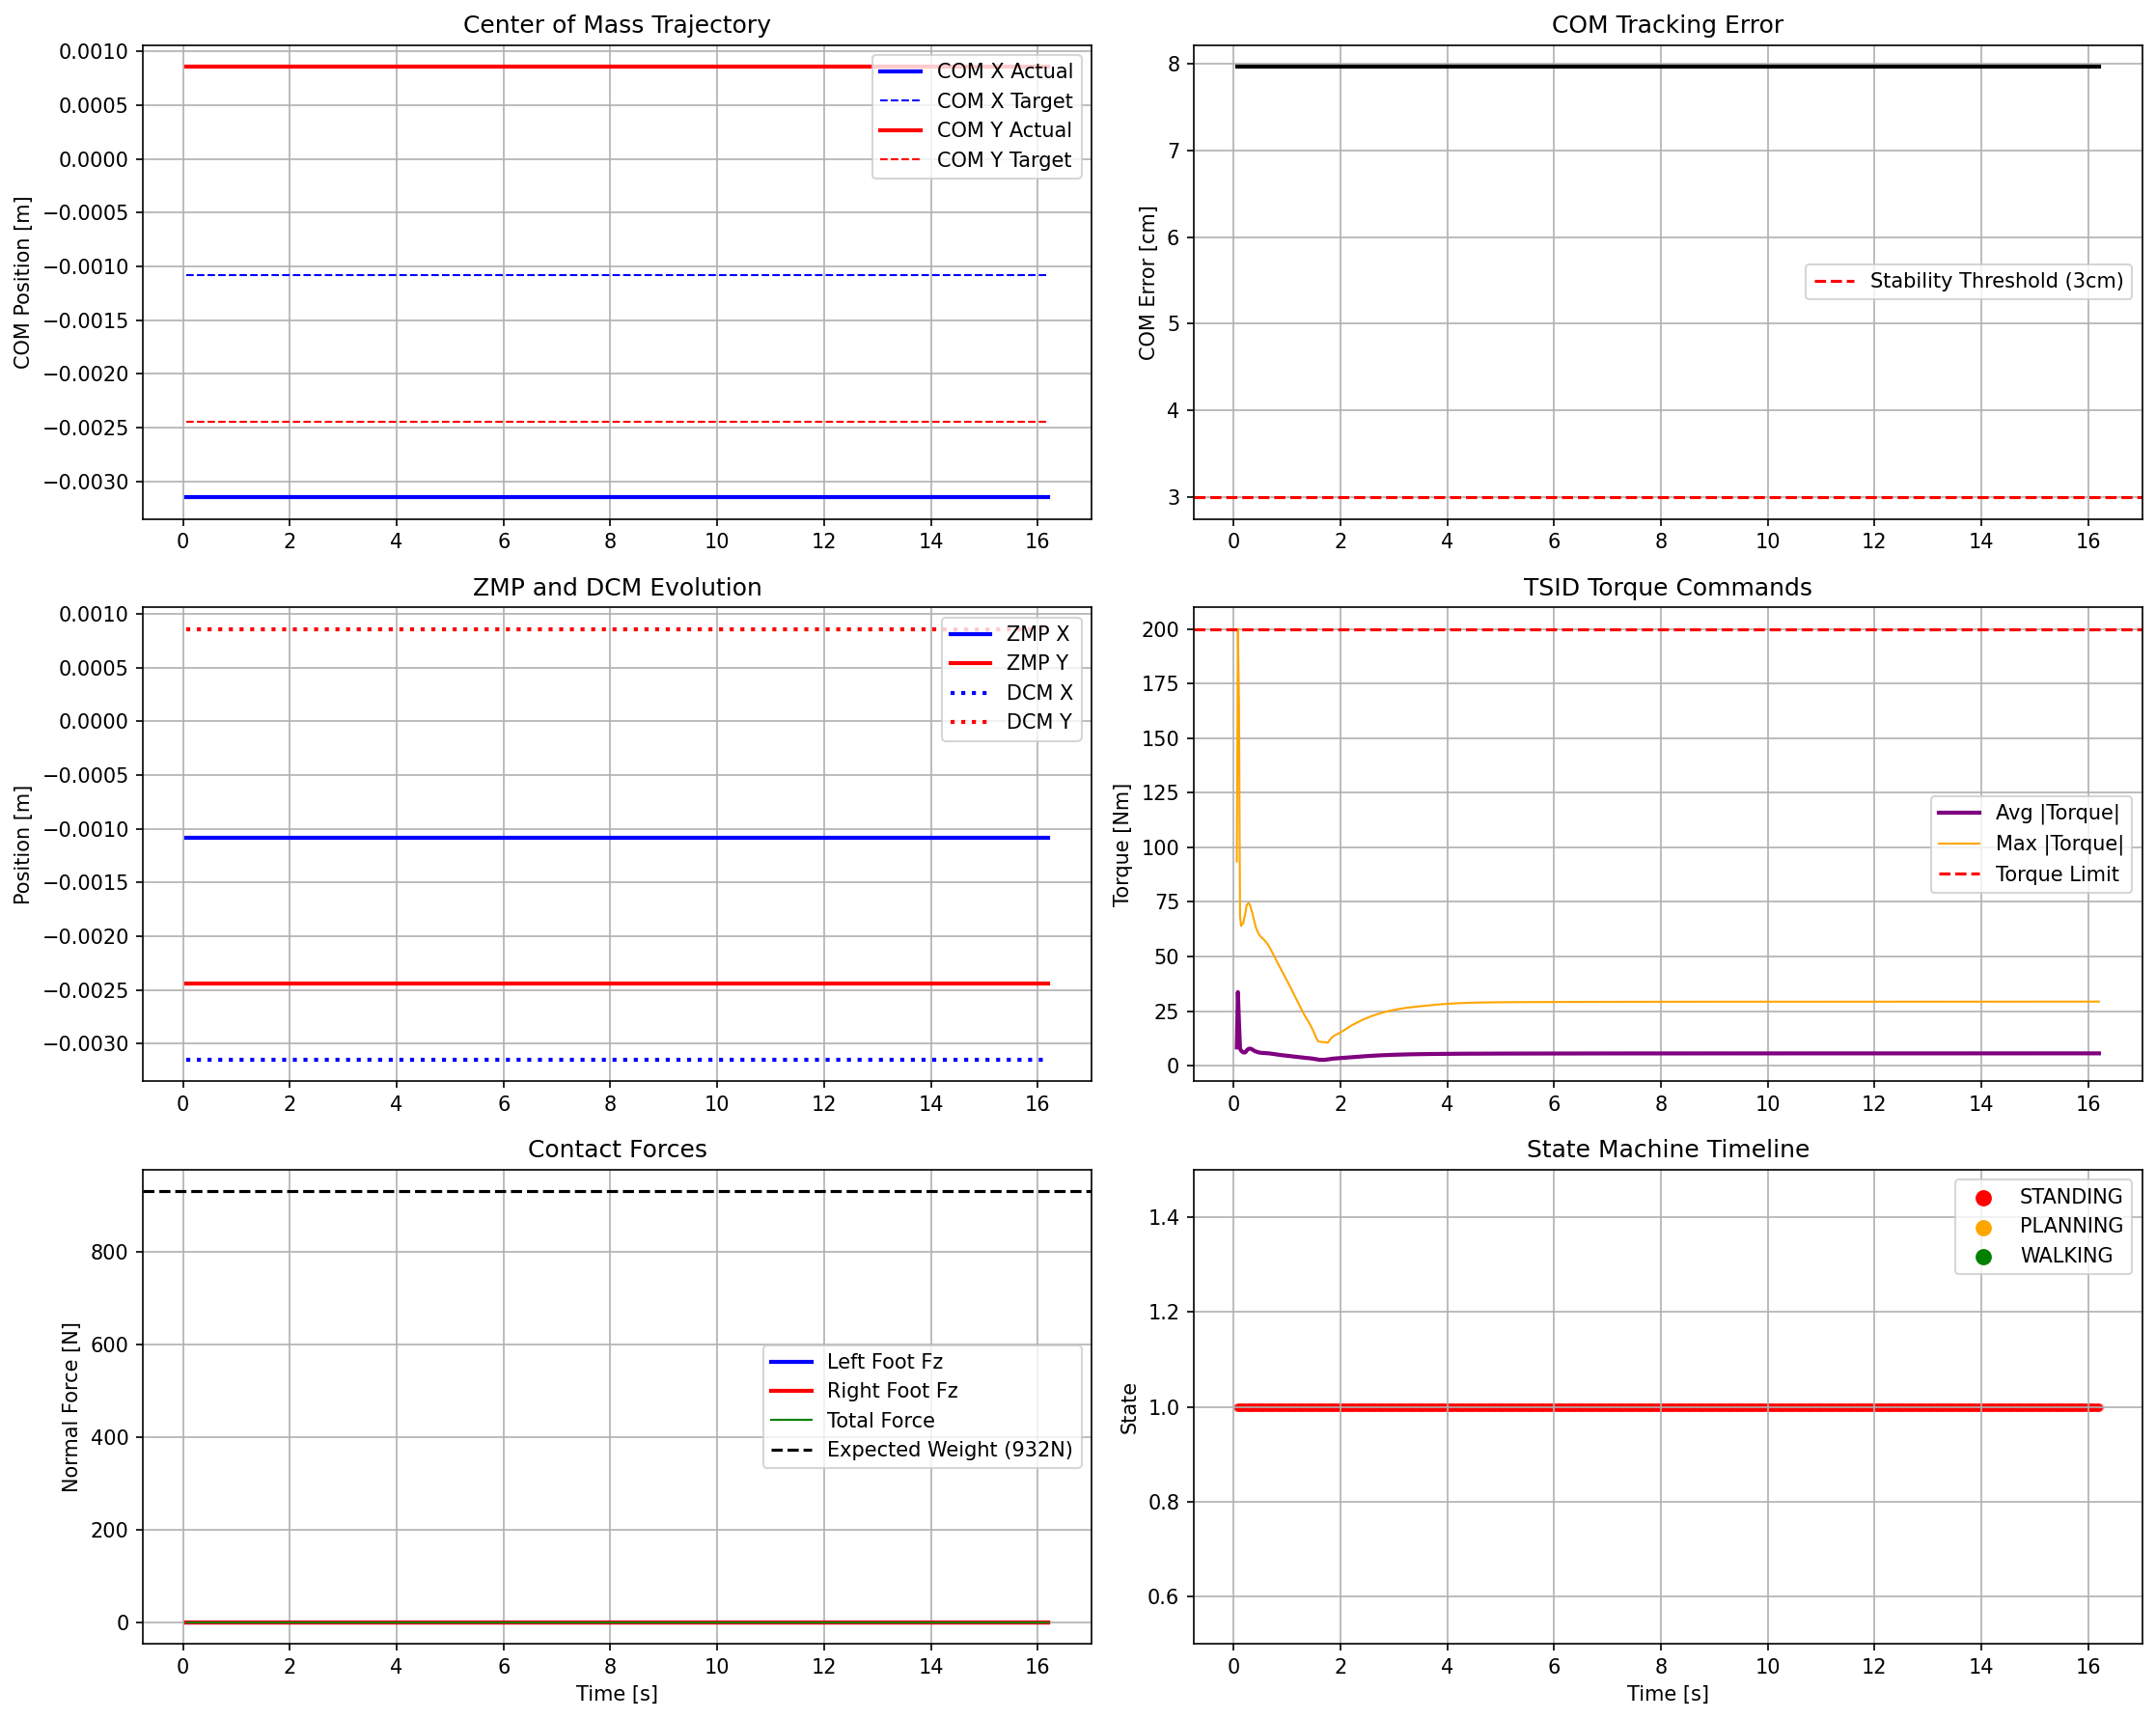 Center of Mass Trajectory
COM Position [m]
0.0010
0.0005
0.0000
−0.0005
−0.0010
−0.0015
−0.0020
−0.0025
−0.0030
COM X Actual
COM X Target
COM Y Actual
COM Y Target
0 2 4 6 8 10 12 14 16
COM Tracking Error
COM Error [cm]
8
7
6
5
4
3
Stability Threshold (3cm)
0 2 4 6 8 10 12 14 16
ZMP and DCM Evolution
Position [m]
0.0010
0.0005
0.0000
−0.0005
−0.0010
−0.0015
−0.0020
−0.0025
−0.0030
ZMP X
ZMP Y
DCM X
DCM Y
0 2 4 6 8 10 12 14 16
TSID Torque Commands
Torque [Nm]
200
175
150
125
100
75
50
25
0
Avg |Torque|
Max |Torque|
Torque Limit
0 2 4 6 8 10 12 14 16
Contact Forces
Normal Force [N]
800
600
400
200
0
Left Foot Fz
Right Foot Fz
Total Force
Expected Weight (932N)
0 2 4 6 8 10 12 14 16
Time [s]
State Machine Timeline
State
1.4
1.2
1.0
0.8
0.6
STANDING
PLANNING
WALKING
0 2 4 6 8 10 12 14 16
Time [s]